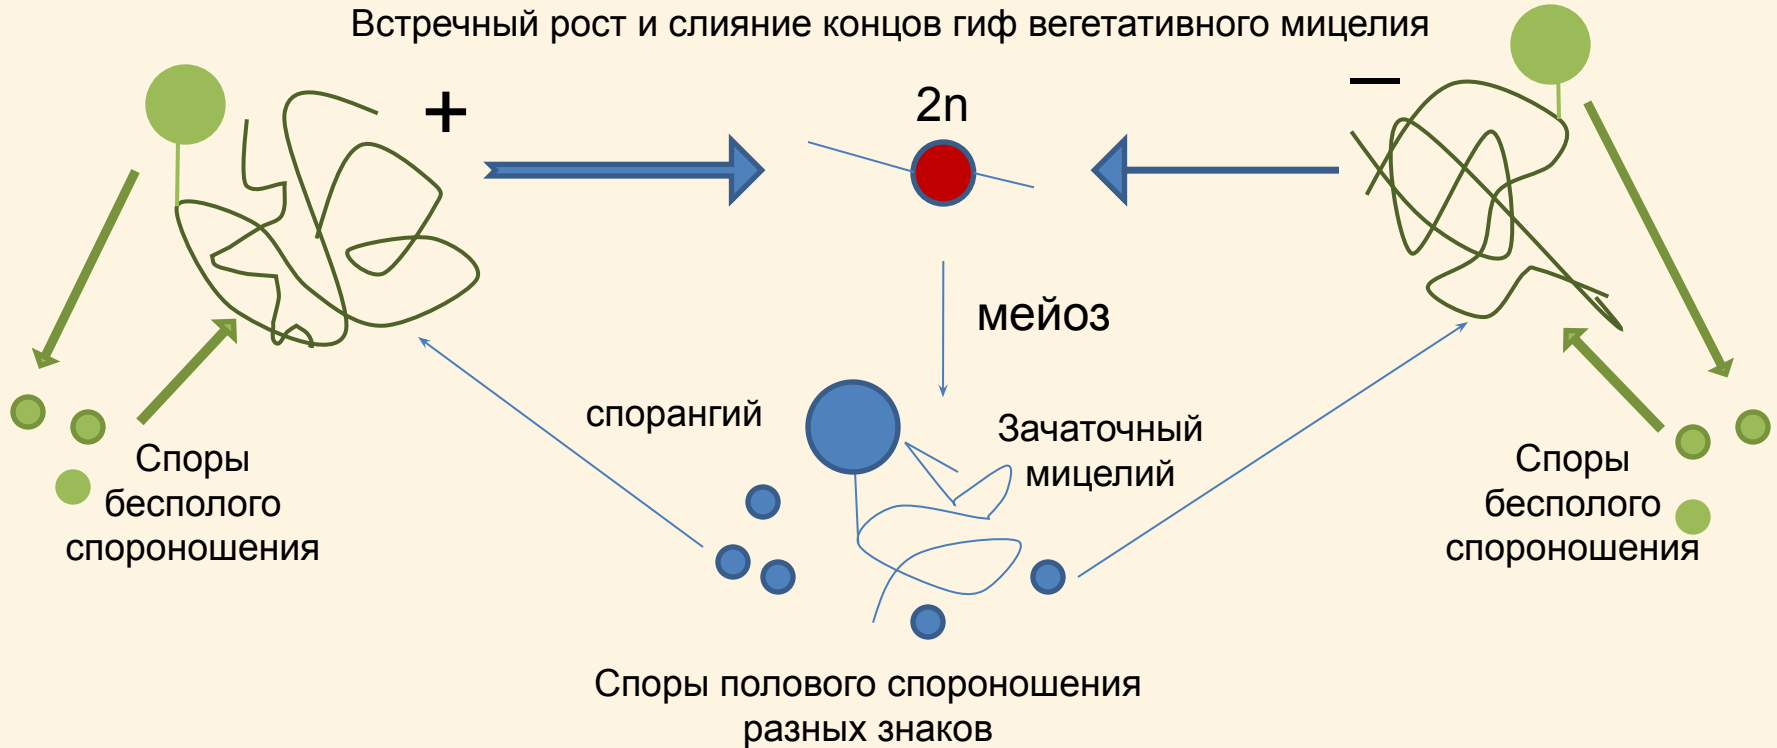 Встречный рост и слияние концов гиф вегетативного мицелия
+
2n
–
мейоз
спорангий
Зачаточный
мицелий
Споры
бесполого
спороношения
Споры
бесполого
спороношения
Споры полового спороношения
разных знаков